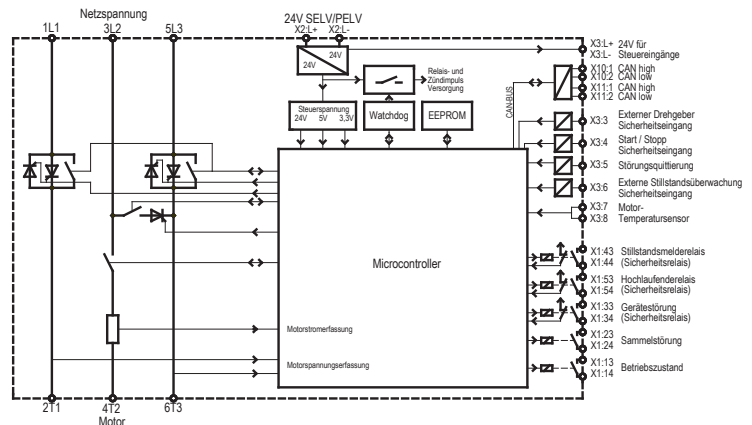 Netzspannung
1L1
3L2
5L3
24V SELV/PELV
X2:L+ X2:L-
24V
24V
Relais- und
Zündimpuls
Versorgung
Steuerspannung
24V 5V 3,3V
Watchdog
EEPROM
CAN-BUS
X3:L+ 24V für
X3:L- Steuereingänge
X10:1 CAN high
X10:2 CAN low
X11:1 CAN high
X11:2 CAN low
X3:3 Externer Drehgeber
Sicherheitseingang
X3:4 Start / Stopp
Sicherheitseingang
X3:5 Störungsquittierung
X3:6 Externe Stillstandsüberwachung
Sicherheitseingang
X3:7 Motor-
X3:8 Temperatursensor
Microcontroller
X1:43 Stillstandsmelderelais
X1:44 (Sicherheitsrelais)
X1:53 Hochlaufenderelais
X1:54 (Sicherheitsrelais)
X1:33 Gerätestörung
X1:34 (Sicherheitsrelais)
X1:23
X1:24
Sammelstörung
X1:13
X1:14
Betriebszustand
Motorstromerfassung
Motorspannungserfassung
2T1
4T2
6T3
Motor